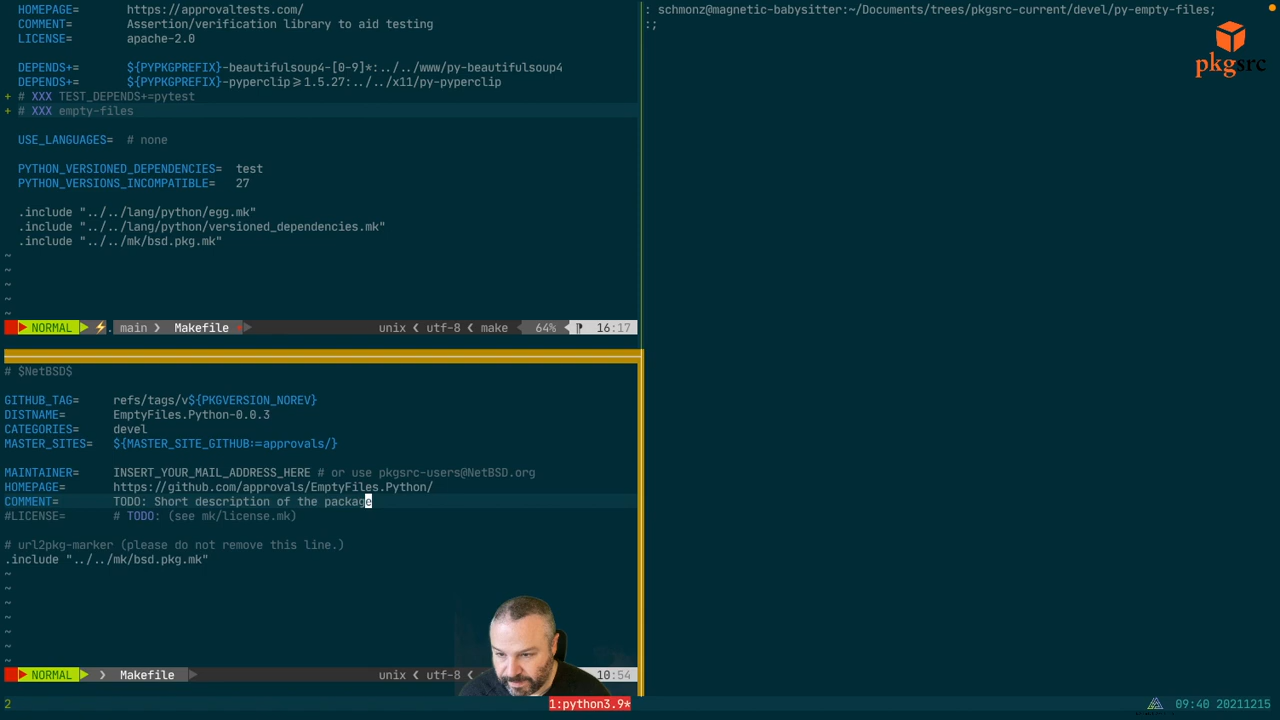 HOMEPAGE= https://approvaltests.com/
COMMENT= Assertion/verification library to aid testing
LICENSE= apache-2.0
DEPENDS+= ${PYPKGPREFIX}-beautifulsoup4-[0-9]*:../../www/py-beautifulsoup4
DEPENDS+= ${PYPKGPREFIX}-pyperclip>=1.5.27:../../x11/py-pyperclip
+ # XXX TEST_DEPENDS+=pytest
+ # XXX empty-files
USE_LANGUAGES= # none
PYTHON_VERSIONED_DEPENDENCIES= test
PYTHON_VERSIONS_INCOMPATIBLE= 27
.include "../../lang/python/egg.mk"
.include "../../lang/python/versioned_dependencies.mk"
.include "../../mk/bsd.pkg.mk"
~
~
~
~
~
NORMAL main Makefile unix utf-8 make 64% 16:17
# $NetBSD$
GITHUB_TAG= refs/tags/v${PKGVERSION_NOREV}
DISTNAME= EmptyFiles.Python-0.0.3
CATEGORIES= devel
MASTER_SITES= ${MASTER_SITE_GITHUB:=approvals/}
MAINTAINER= INSERT_YOUR_MAIL_ADDRESS_HERE # or use pkgsrc-users@NetBSD.org
HOMEPAGE= https://github.com/approvals/EmptyFiles.Python/
COMMENT= TODO: Short description of the package
#LICENSE= # TODO: (see mk/license.mk)
# url2pkg-marker (please do not remove this line.)
.include "../../mk/bsd.pkg.mk"
~
~
~
~
~
~
~
NORMAL Makefile unix utf-8 10:54
: schmonz@magnetic-babysitter:~/Documents/trees/pkgsrc-current/devel/py-empty-files;
:;
pkgsrc
2 1:python3.9* 09:40 20211215